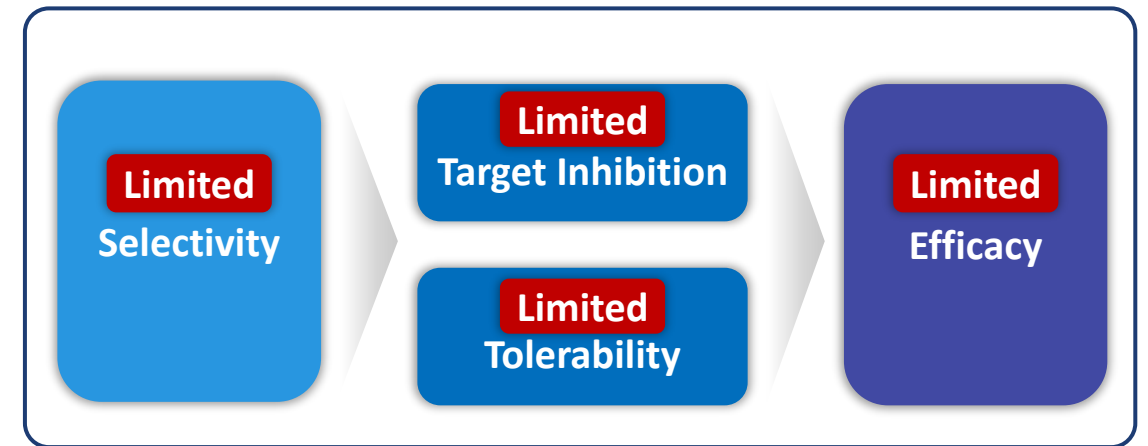 Limited
Selectivity
Limited
Target Inhibition
Limited
Tolerability
Limited
Efficacy